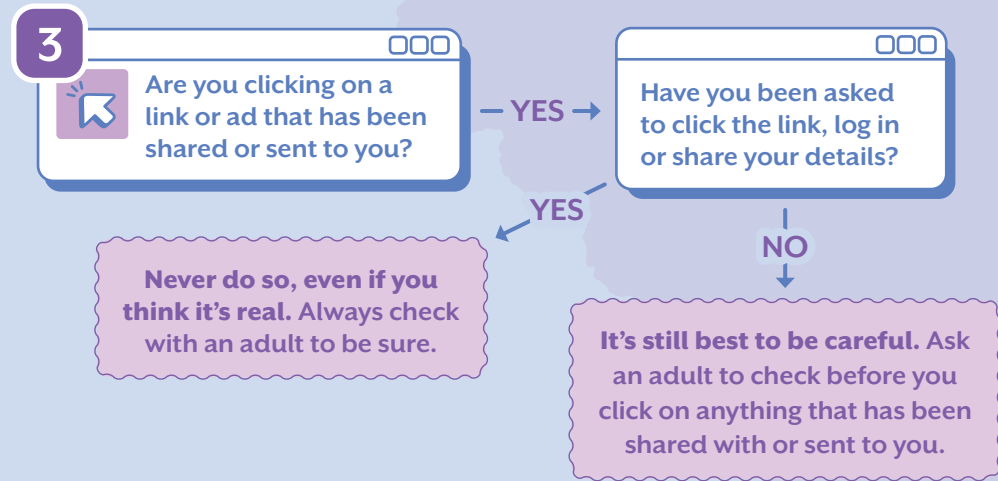 3
Are you clicking on a
link or ad that has been
shared or sent to you?
YES
Have you been asked
to click the link, log in
or share your details?
YES
NO
Never do so, even if you
think it's real. Always check
with an adult to be sure.
It's still best to be careful. Ask
an adult to check before you
click on anything that has been
shared with or sent to you.